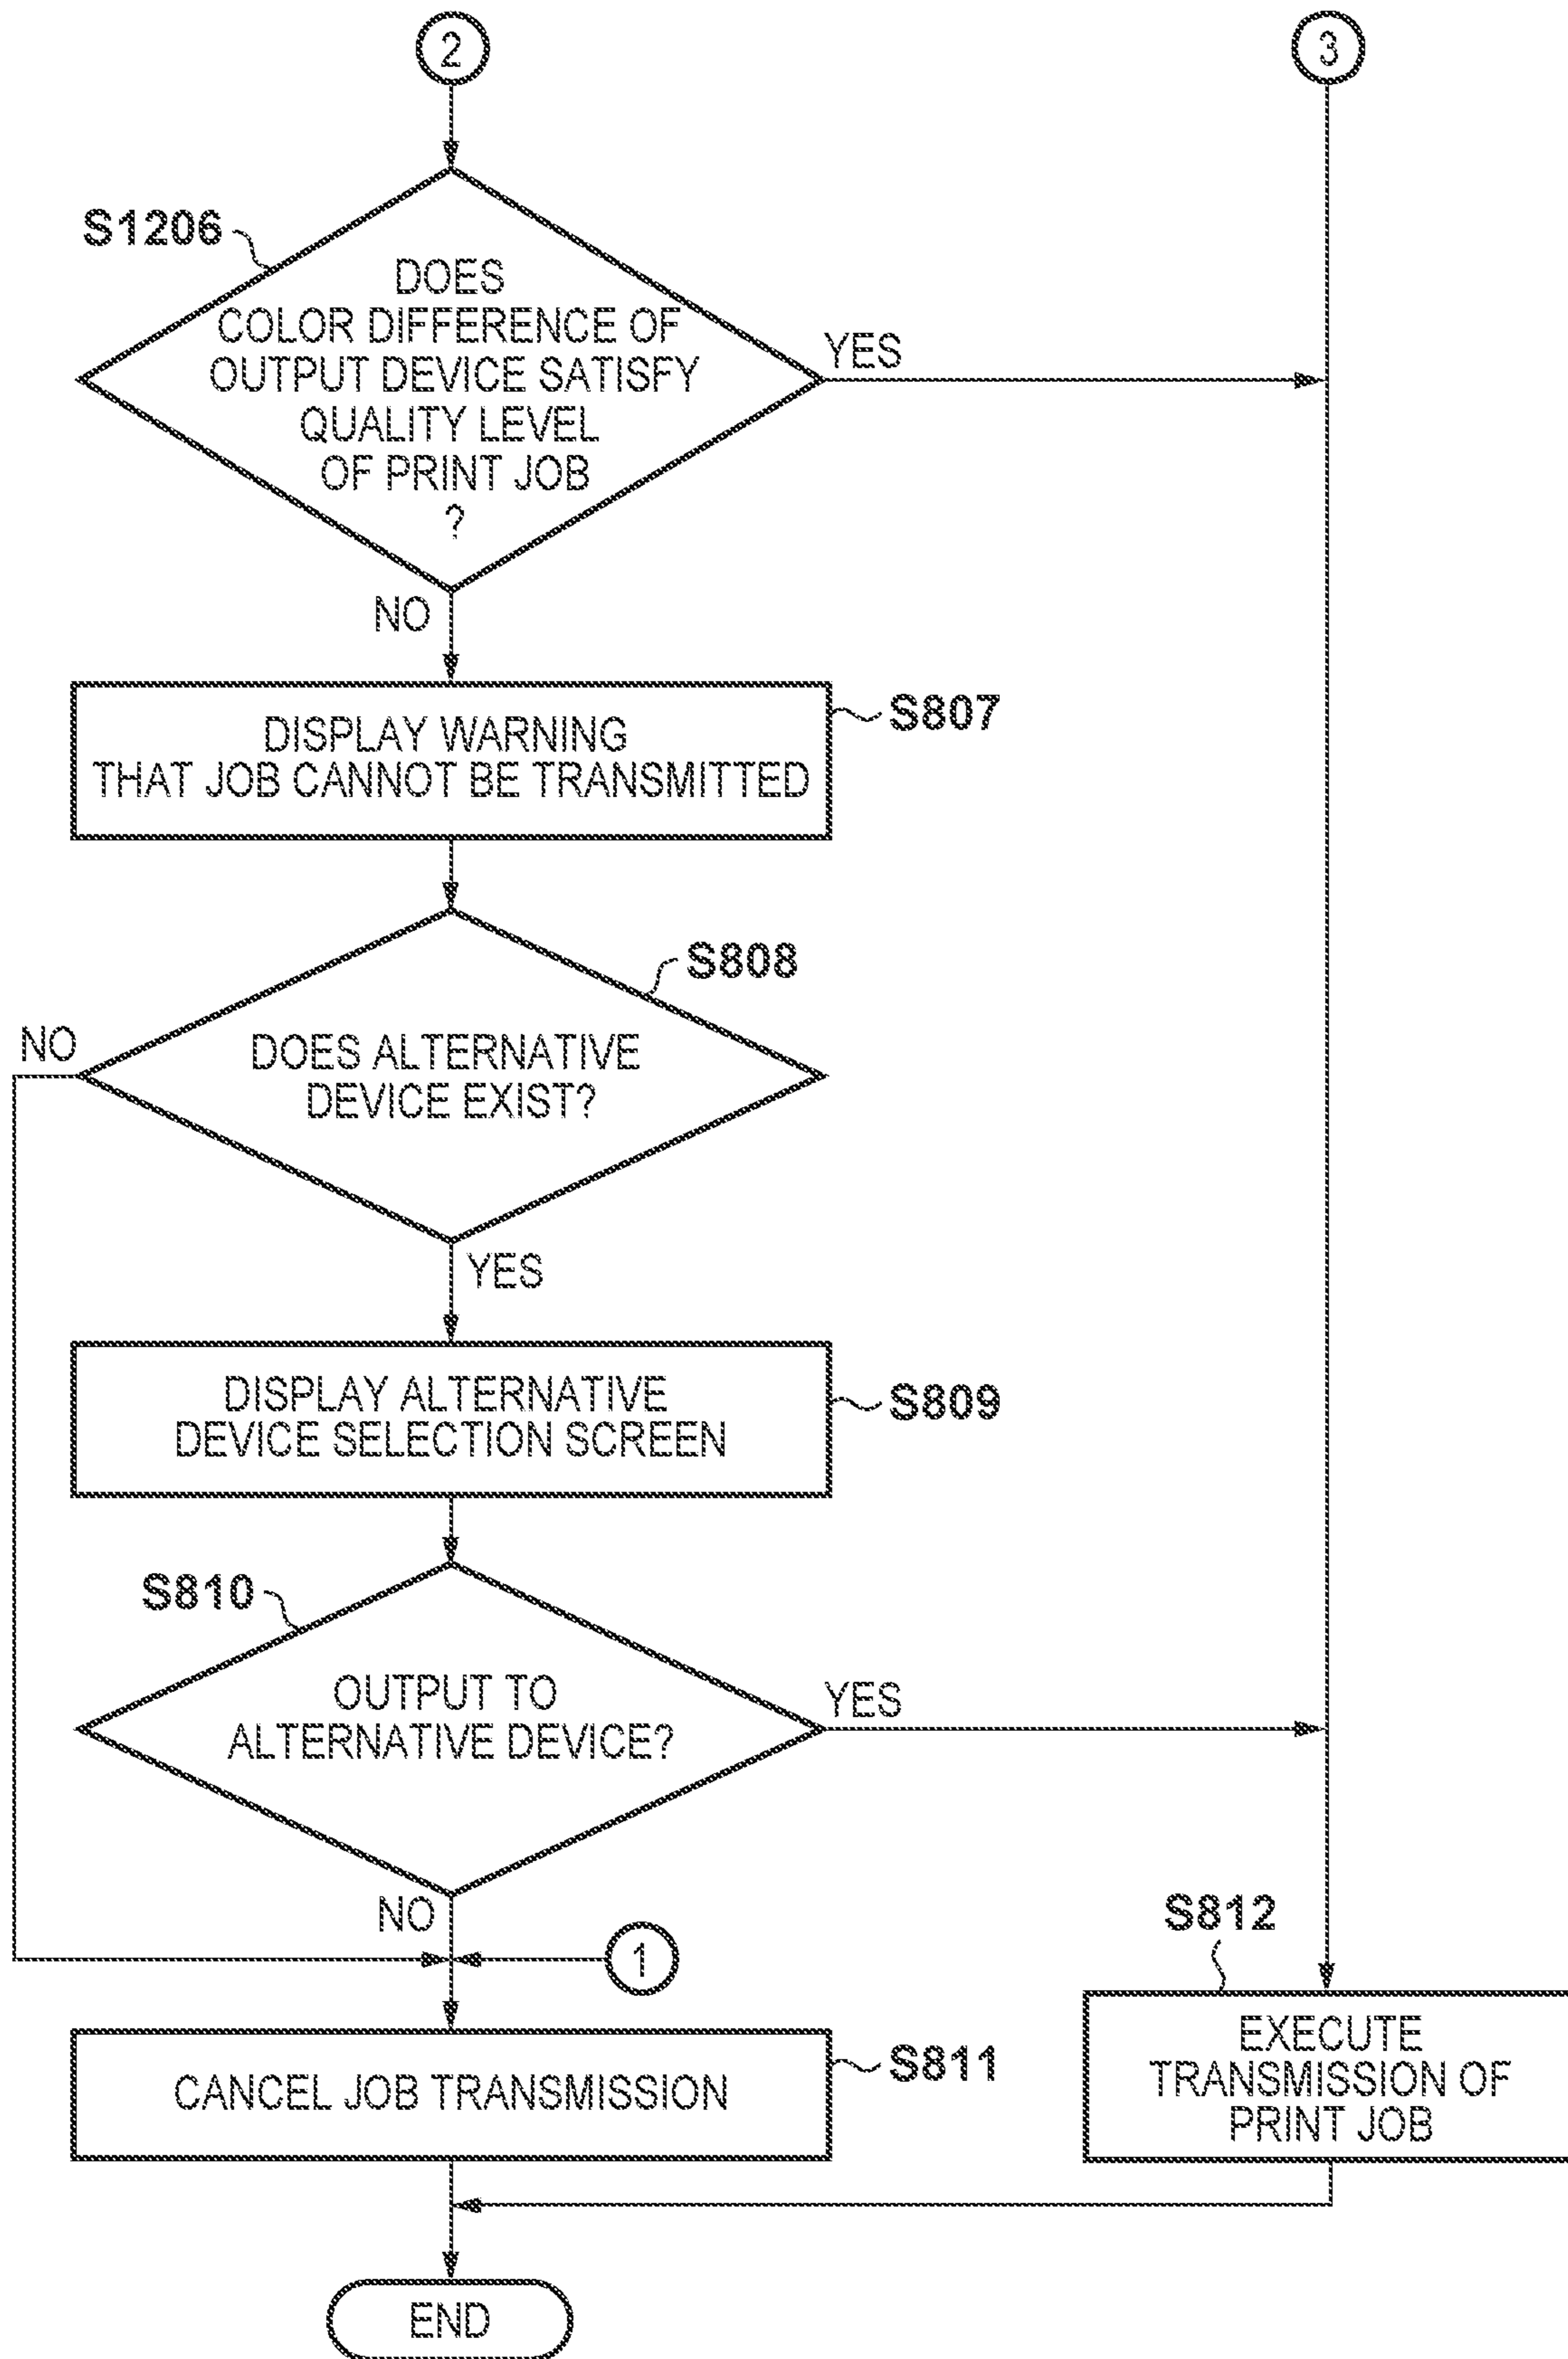 2
3
S1206
DOES
COLOR DIFFERENCE OF
OUTPUT DEVICE SATISFY
QUALITY LEVEL
OF PRINT JOB
?
YES
NO
DISPLAY WARNING
THAT JOB CANNOT BE TRANSMITTED
S807
S808
NO
DOES ALTERNATIVE
DEVICE EXIST?
YES
DISPLAY ALTERNATIVE
DEVICE SELECTION SCREEN
S809
S810
OUTPUT TO
ALTERNATIVE DEVICE?
YES
NO
1
S812
CANCEL JOB TRANSMISSION
S811
EXECUTE
TRANSMISSION OF
PRINT JOB
END